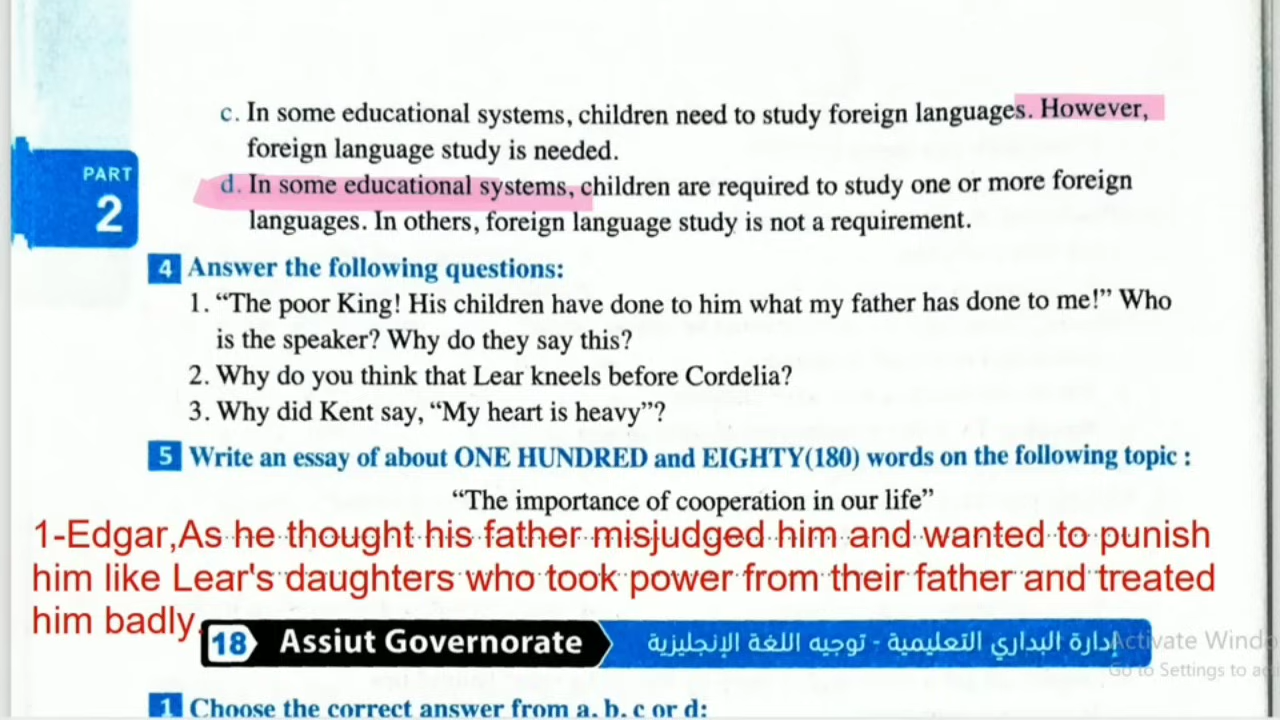 c. In some educational systems, children need to study foreign languages. However,
foreign language study is needed.
PART
2
d. In some educational systems, children are required to study one or more foreign
languages. In others, foreign language study is not a requirement.
4 Answer the following questions:
1. “The poor King! His children have done to him what my father has done to me!” Who
is the speaker? Why do they say this?
2. Why do you think that Lear kneels before Cordelia?
3. Why did Kent say, “My heart is heavy”?
5 Write an essay of about ONE HUNDRED and EIGHTY(180) words on the following topic :
“The importance of cooperation in our life”
1-Edgar,As he thought his father misjudged him and wanted to punish
him like Lear's daughters who took power from their father and treated
him badly.
18 Assiut Governorate
إدارة البداري التعليمية - توجيه اللغة الإنجليزية
Activate Windo
Go to Settings to a
1 Choose the correct answer from a, b, c or d: